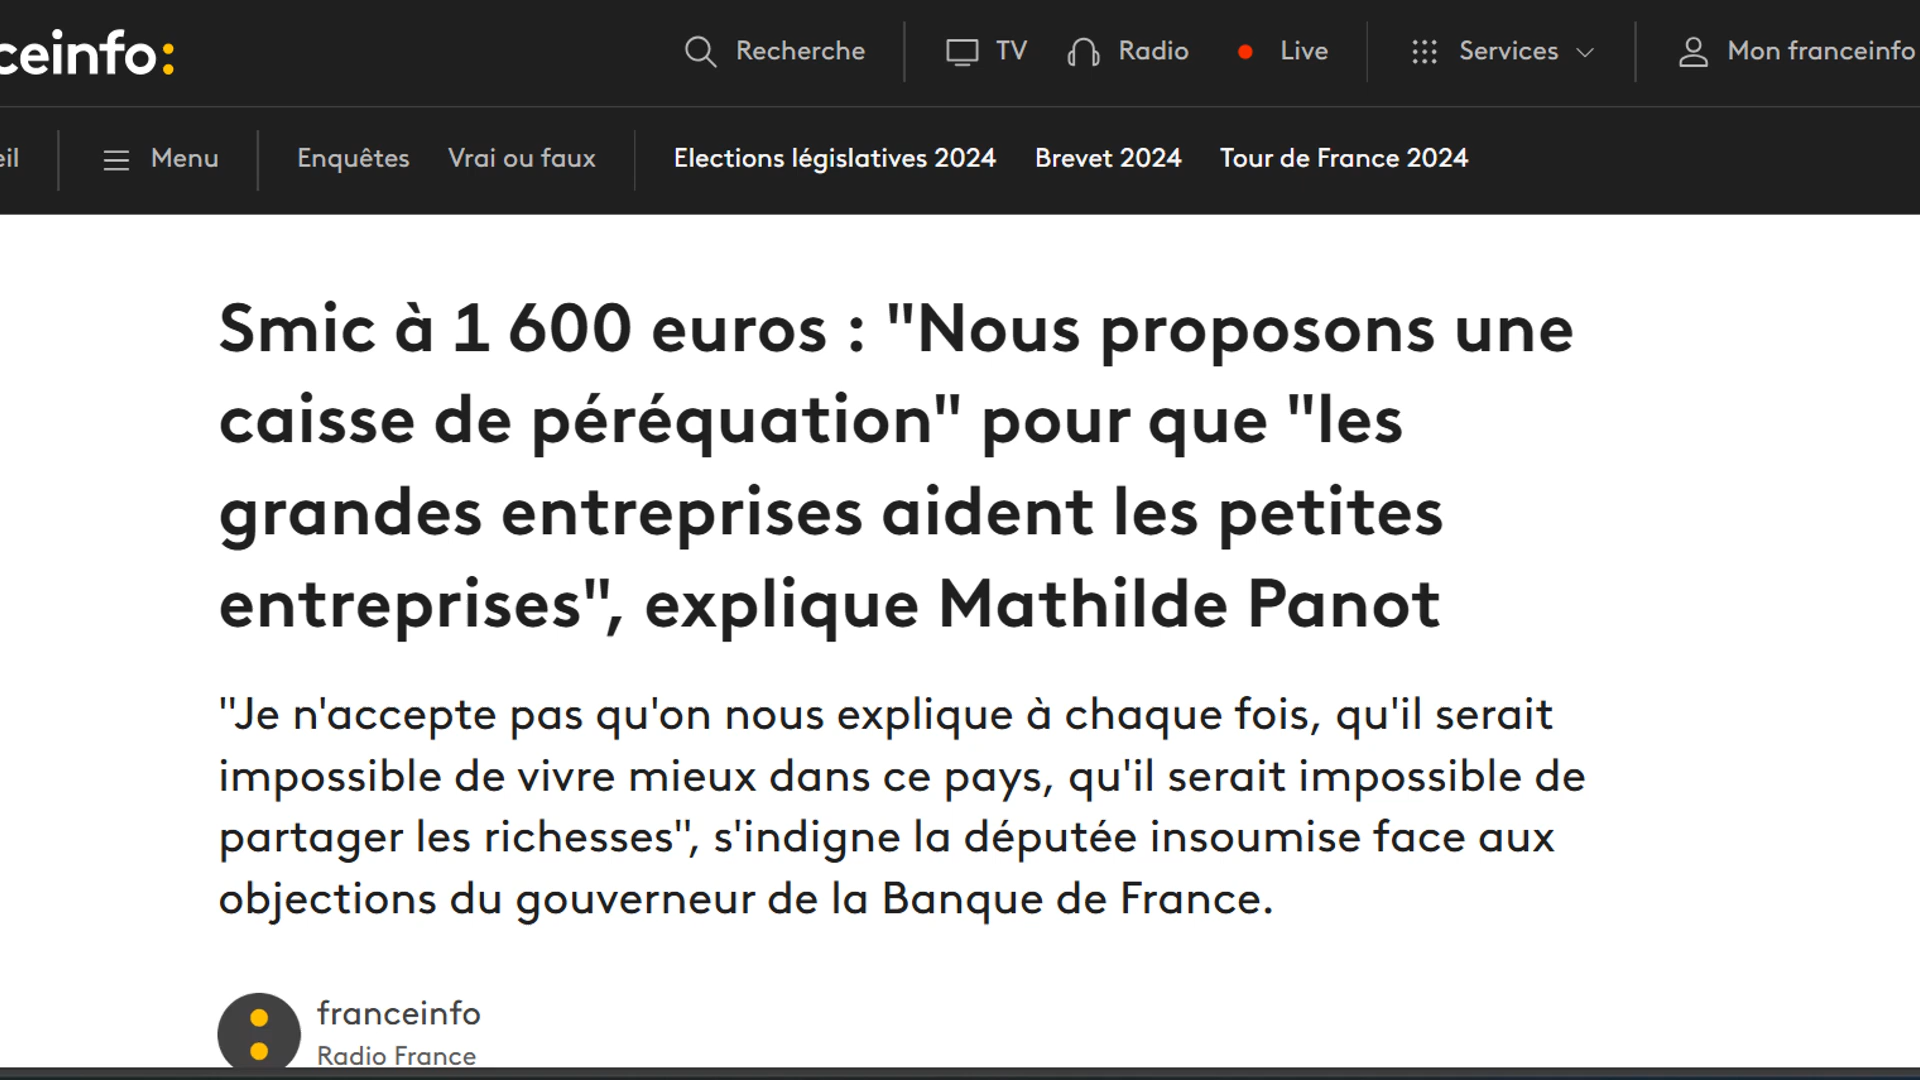 ceinfo:
Recherche
TV
Radio
Live
Services
Mon franceinfo
eil
Menu
Enquêtes
Vrai ou faux
Elections législatives 2024
Brevet 2024
Tour de France 2024
Smic à 1 600 euros : "Nous proposons une
caisse de péréquation" pour que "les
grandes entreprises aident les petites
entreprises", explique Mathilde Panot
"Je n'accepte pas qu'on nous explique à chaque fois, qu'il serait
impossible de vivre mieux dans ce pays, qu'il serait impossible de
partager les richesses", s'indigne la députée insoumise face aux
objections du gouverneur de la Banque de France.
franceinfo
Radio France